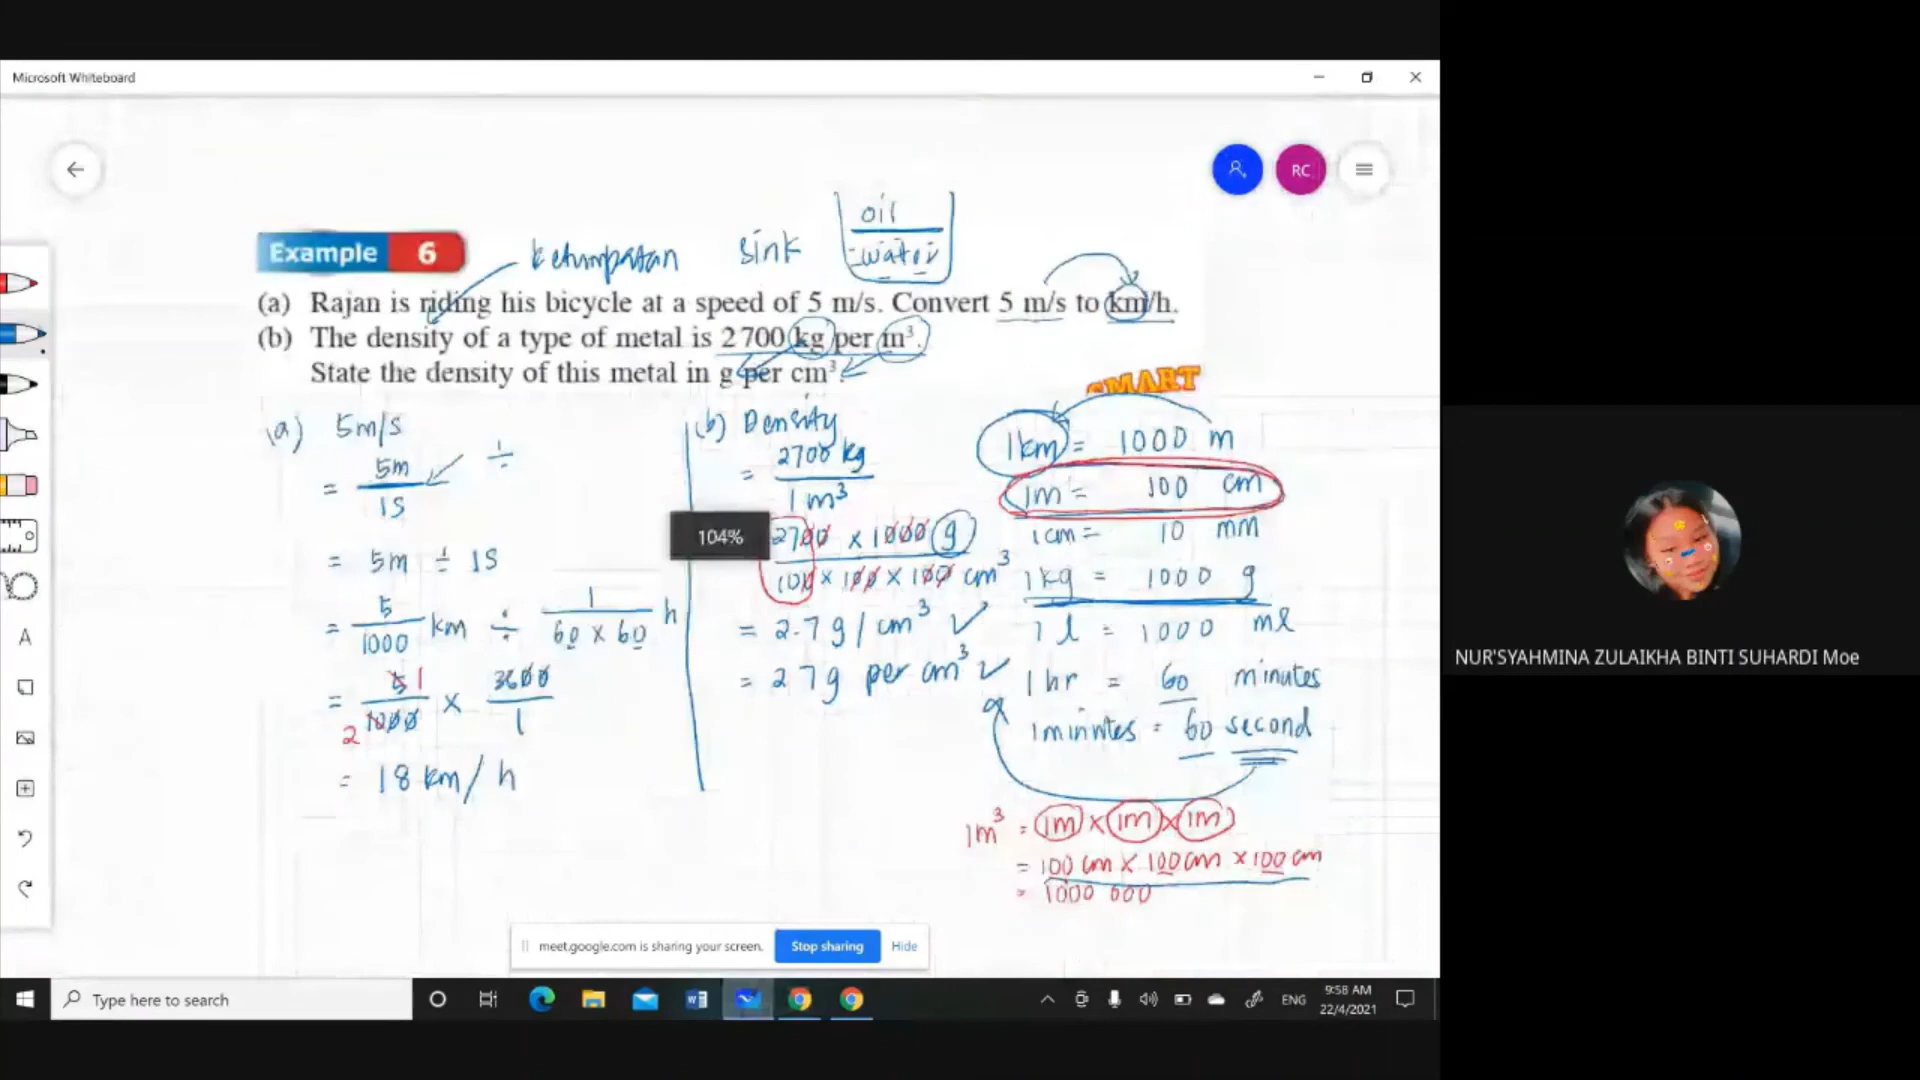 Microsoft Whiteboard
RC
oil
water
Example 6
ketumpatan
sink
(a) Rajan is riding his bicycle at a speed of 5 m/s. Convert 5 m/s to km/h.
(b) The density of a type of metal is 2 700 kg per m³.
State the density of this metal in g per cm³.
SMART
(a) 5m/s ÷
= 5m / 1s
= 5m ÷ 1s
= 5/1000 km ÷ 1/(60 × 60) h
= 5 1/1000 2 × 3600/1
= 18 km/h
(b) Density
= 2700 kg / 1 m³
104%
2700 × 1000 g / 100 × 100 × 100 cm³
= 2.7 g / cm³ ✓
= 2.7g per cm³ ✓
1km = 1000 m
1m = 100 cm
1cm = 10 mm
1kg = 1000 g
1 l = 1000 ml
1 hr = 60 minutes
1minutes = 60 second
1m³ = 1m × 1m × 1m
= 100 cm × 100 cm × 100 cm
= 1000 000
meet.google.com is sharing your screen. Stop sharing Hide
Type here to search
ENG
9:58 AM
22/4/2021
NUR'SYAHMINA ZULAIKHA BINTI SUHARDI Moe